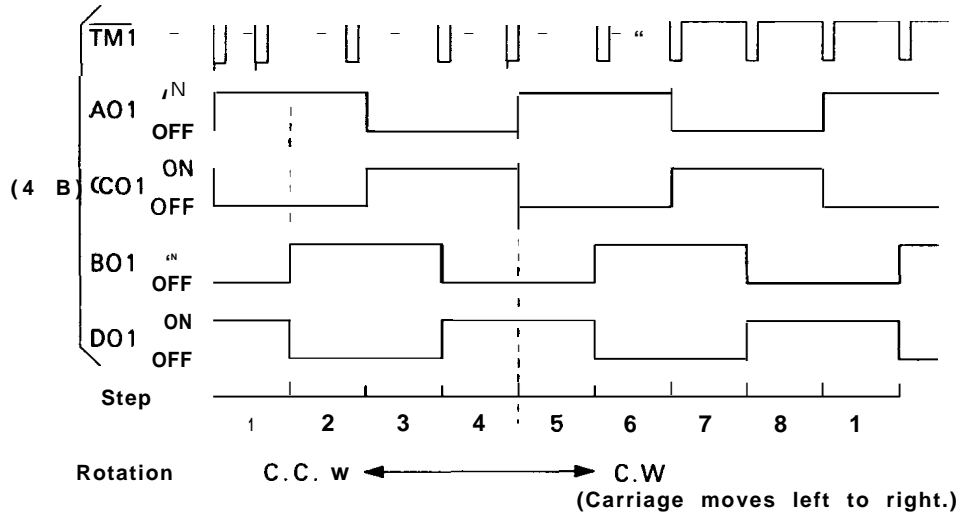 TM1 - - - - - - - “
AO1 ,N
OFF
(4 B) CCO1 ON
OFF
BO1 “N
OFF
DO1 ON
OFF
Step
1 2 3 4 5 6 7 8 1
Rotation C.C. w C.W
(Carriage moves left to right.)